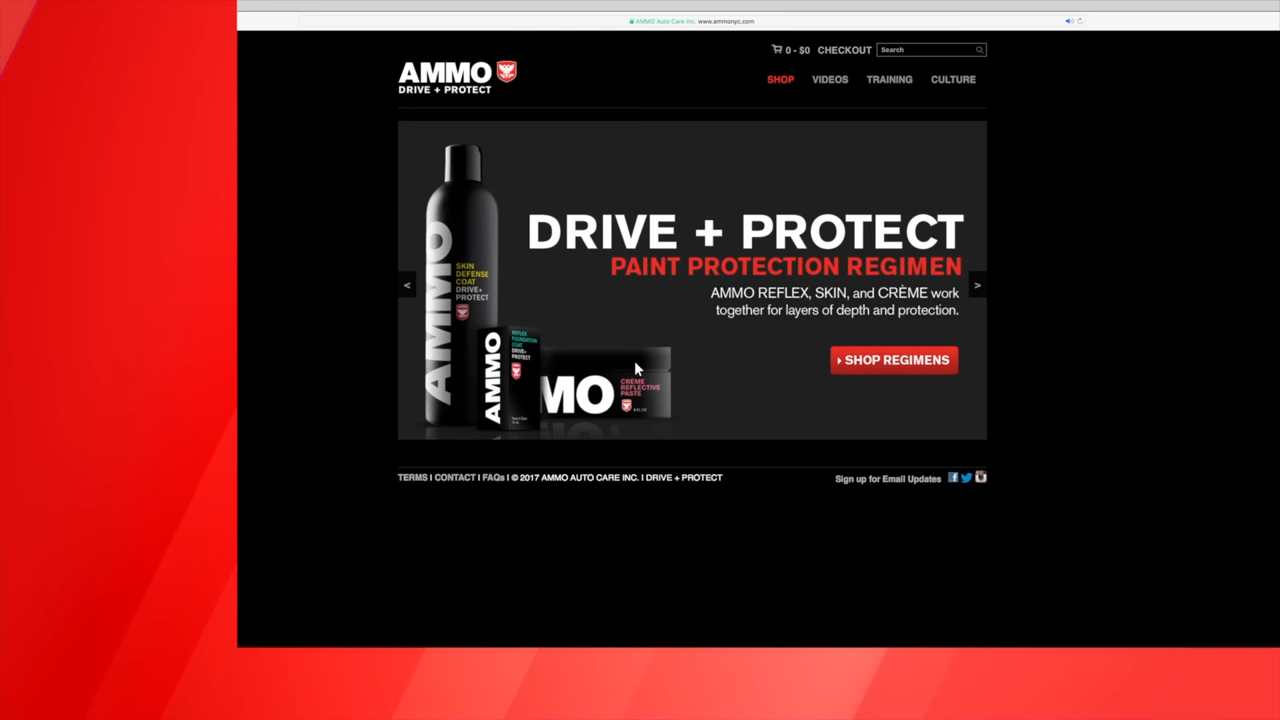 AMMO Auto Care Inc. www.ammonyc.com
0 - $0 CHECKOUT Search
AMMO
DRIVE + PROTECT
SHOP VIDEOS TRAINING CULTURE
DRIVE + PROTECT
PAINT PROTECTION REGIMEN
AMMO REFLEX, SKIN, and CRÈME work
together for layers of depth and protection.
SHOP REGIMENS
< >
AMMO
SKIN
DEFENSE
COAT
DRIVE+
PROTECT
AMMO
REFLEX
FOUNDATION
COAT
DRIVE+
PROTECT
MO
CRÈME
REFLECTIVE
PASTE
TERMS I CONTACT I FAQs I © 2017 AMMO AUTO CARE INC. I DRIVE + PROTECT
Sign up for Email Updates